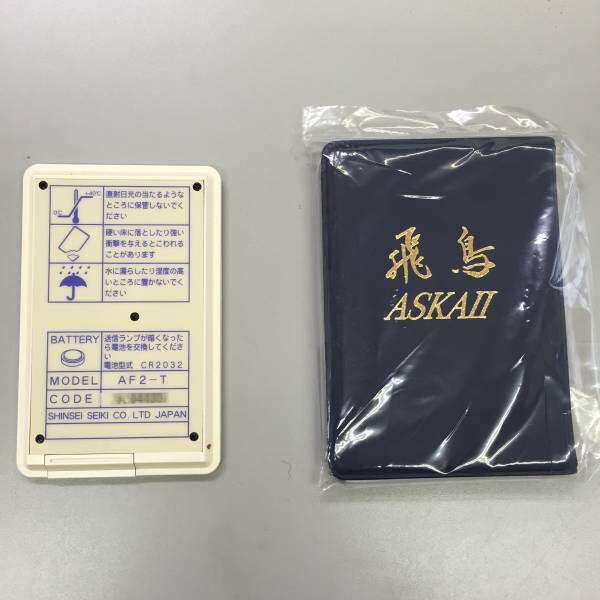 +40℃
0℃
直射日光の当たるような
ところに保管しないでく
ださい
硬い床に落としたり強い
衝撃を与えるとこわれる
ことがあります
水に濡らしたり湿度の高
いところに置かないでく
ださい
BATTERY
送信ランプが暗くなった
ら電池を交換してくださ
い
電池型式 CR2032
MODEL AF2-T
CODE
SHINSEI SEIKI CO. LTD JAPAN
飛鳥
ASKAII